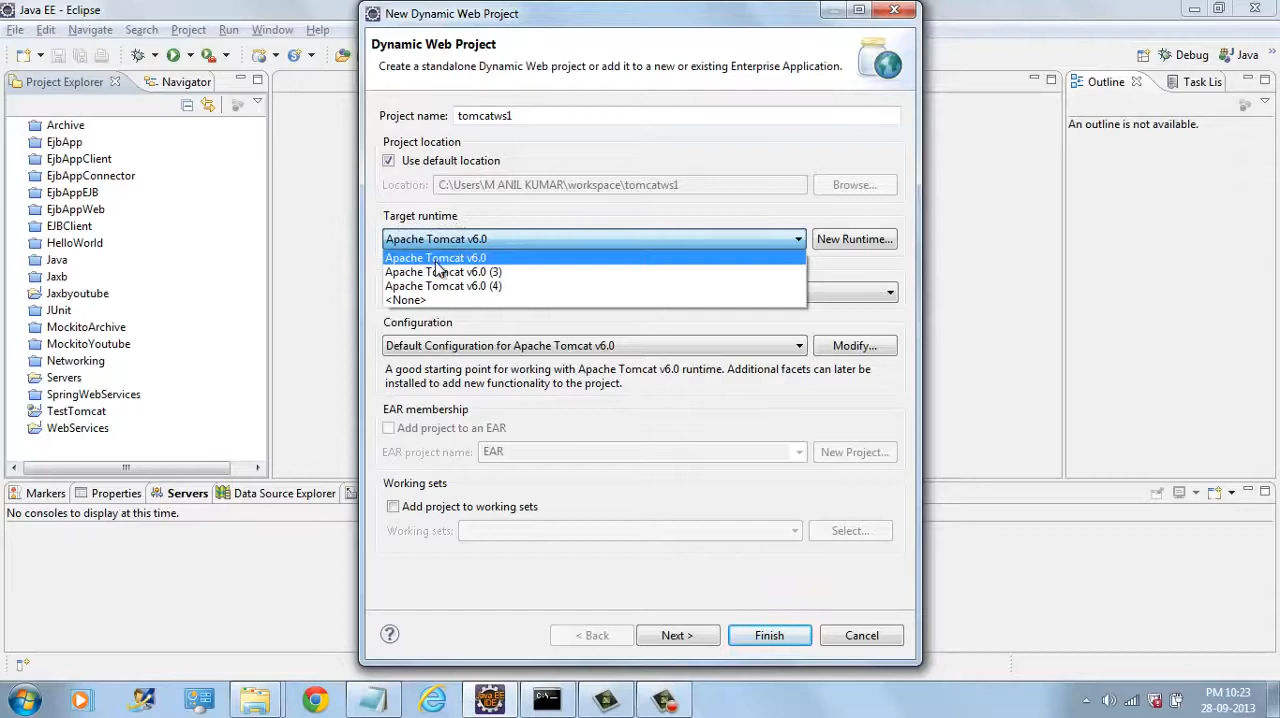 Java EE - Eclipse
New Dynamic Web Project
File Edit Navigate Search Project Run Window Help
Dynamic Web Project
Create a standalone Dynamic Web project or add it to a new or existing Enterprise Application.
Debug Java
Project Explorer Navigator
Outline Task Lis
An outline is not available.
Archive
EjbApp
EjbAppClient
EjbAppConnector
EjbAppEJB
EjbAppWeb
EJBClient
HelloWorld
Java
Jaxb
Jaxbyoutube
JUnit
MockitoArchive
MockitoYoutube
Networking
Servers
SpringWebServices
TestTomcat
WebServices
Project name: tomcatws1
Project location
Use default location
Location: C:\Users\M ANIL KUMAR\workspace\tomcatws1 Browse...
Target runtime
Apache Tomcat v6.0 New Runtime...
Apache Tomcat v6.0
Apache Tomcat v6.0 (3)
Apache Tomcat v6.0 (4)
<None>
Configuration
Default Configuration for Apache Tomcat v6.0 Modify...
A good starting point for working with Apache Tomcat v6.0 runtime. Additional facets can later be
installed to add new functionality to the project.
EAR membership
Add project to an EAR
EAR project name: EAR New Project...
Working sets
Add project to working sets
Working sets: Select...
< Back Next > Finish Cancel
Markers Properties Servers Data Source Explorer
No consoles to display at this time.
Java EE
IDE
PM 10:23
28-09-2013